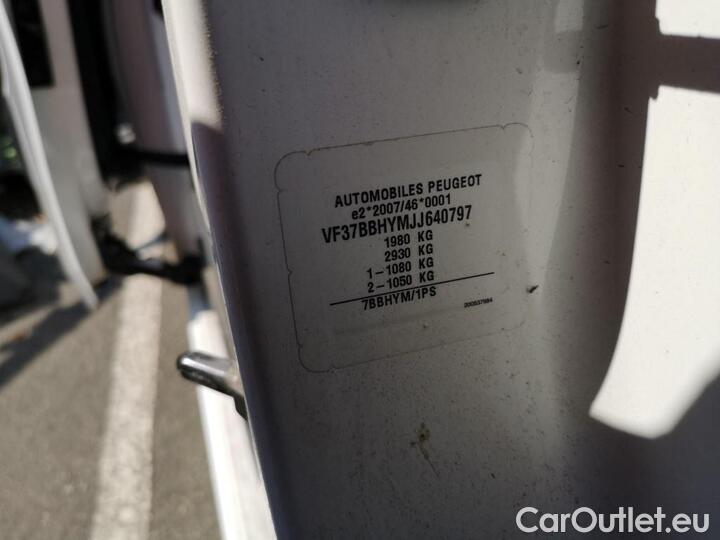 AUTOMOBILES PEUGEOT
e2*2007/46*0001
VF37BBHYMJJ640797
1980 KG
2930 KG
1-1080 KG
2-1050 KG
7BBHYM/1PS
CarOutlet.eu